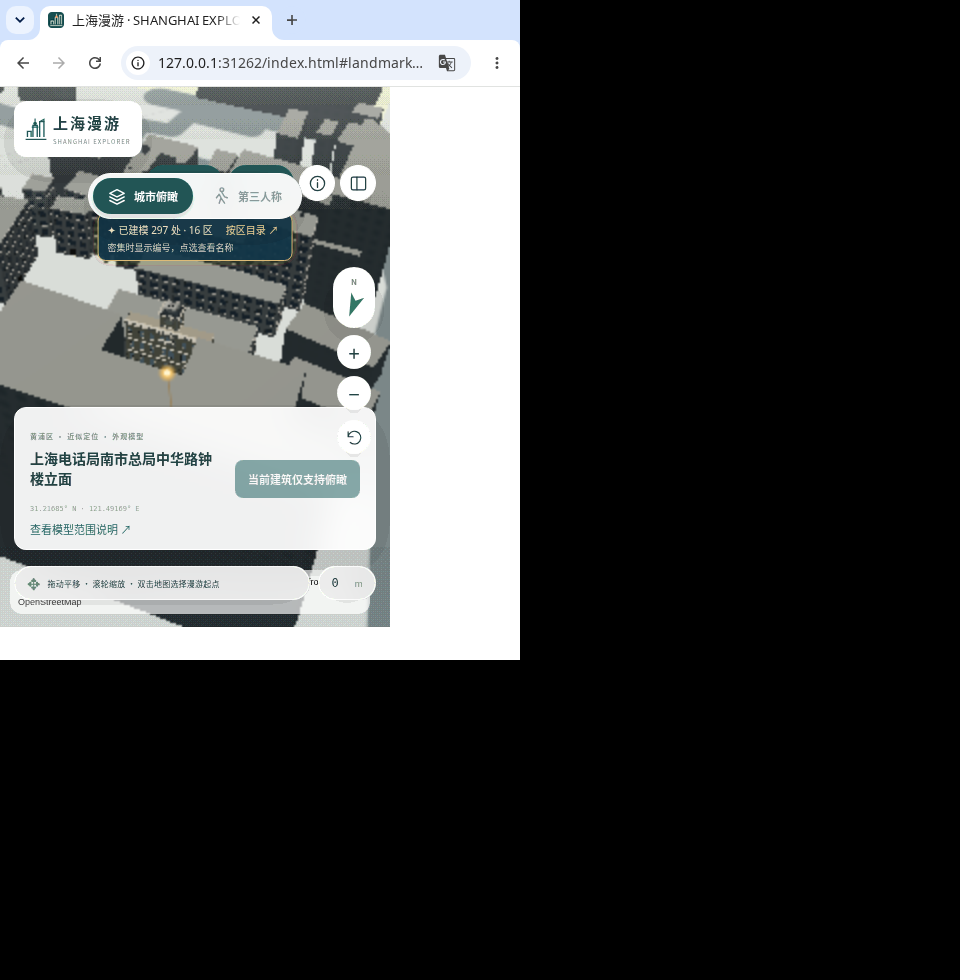 上海漫游 · SHANGHAI EXPLO
127.0.0.1:31262/index.html#landmark...
上海漫游
SHANGHAI EXPLORER
城市俯瞰
第三人称
✦ 已建模 297 处 · 16 区 按区目录 ↗
密集时显示编号，点选查看名称
N
+
−
黄浦区 · 近似定位 · 外观模型
上海电话局南市总局中华路钟
楼立面
当前建筑仅支持俯瞰
31.21685° N · 121.49169° E
查看模型范围说明 ↗
拖动平移 · 滚轮缩放 · 双击地图选择漫游起点
ro
0 m
OpenStreetMap